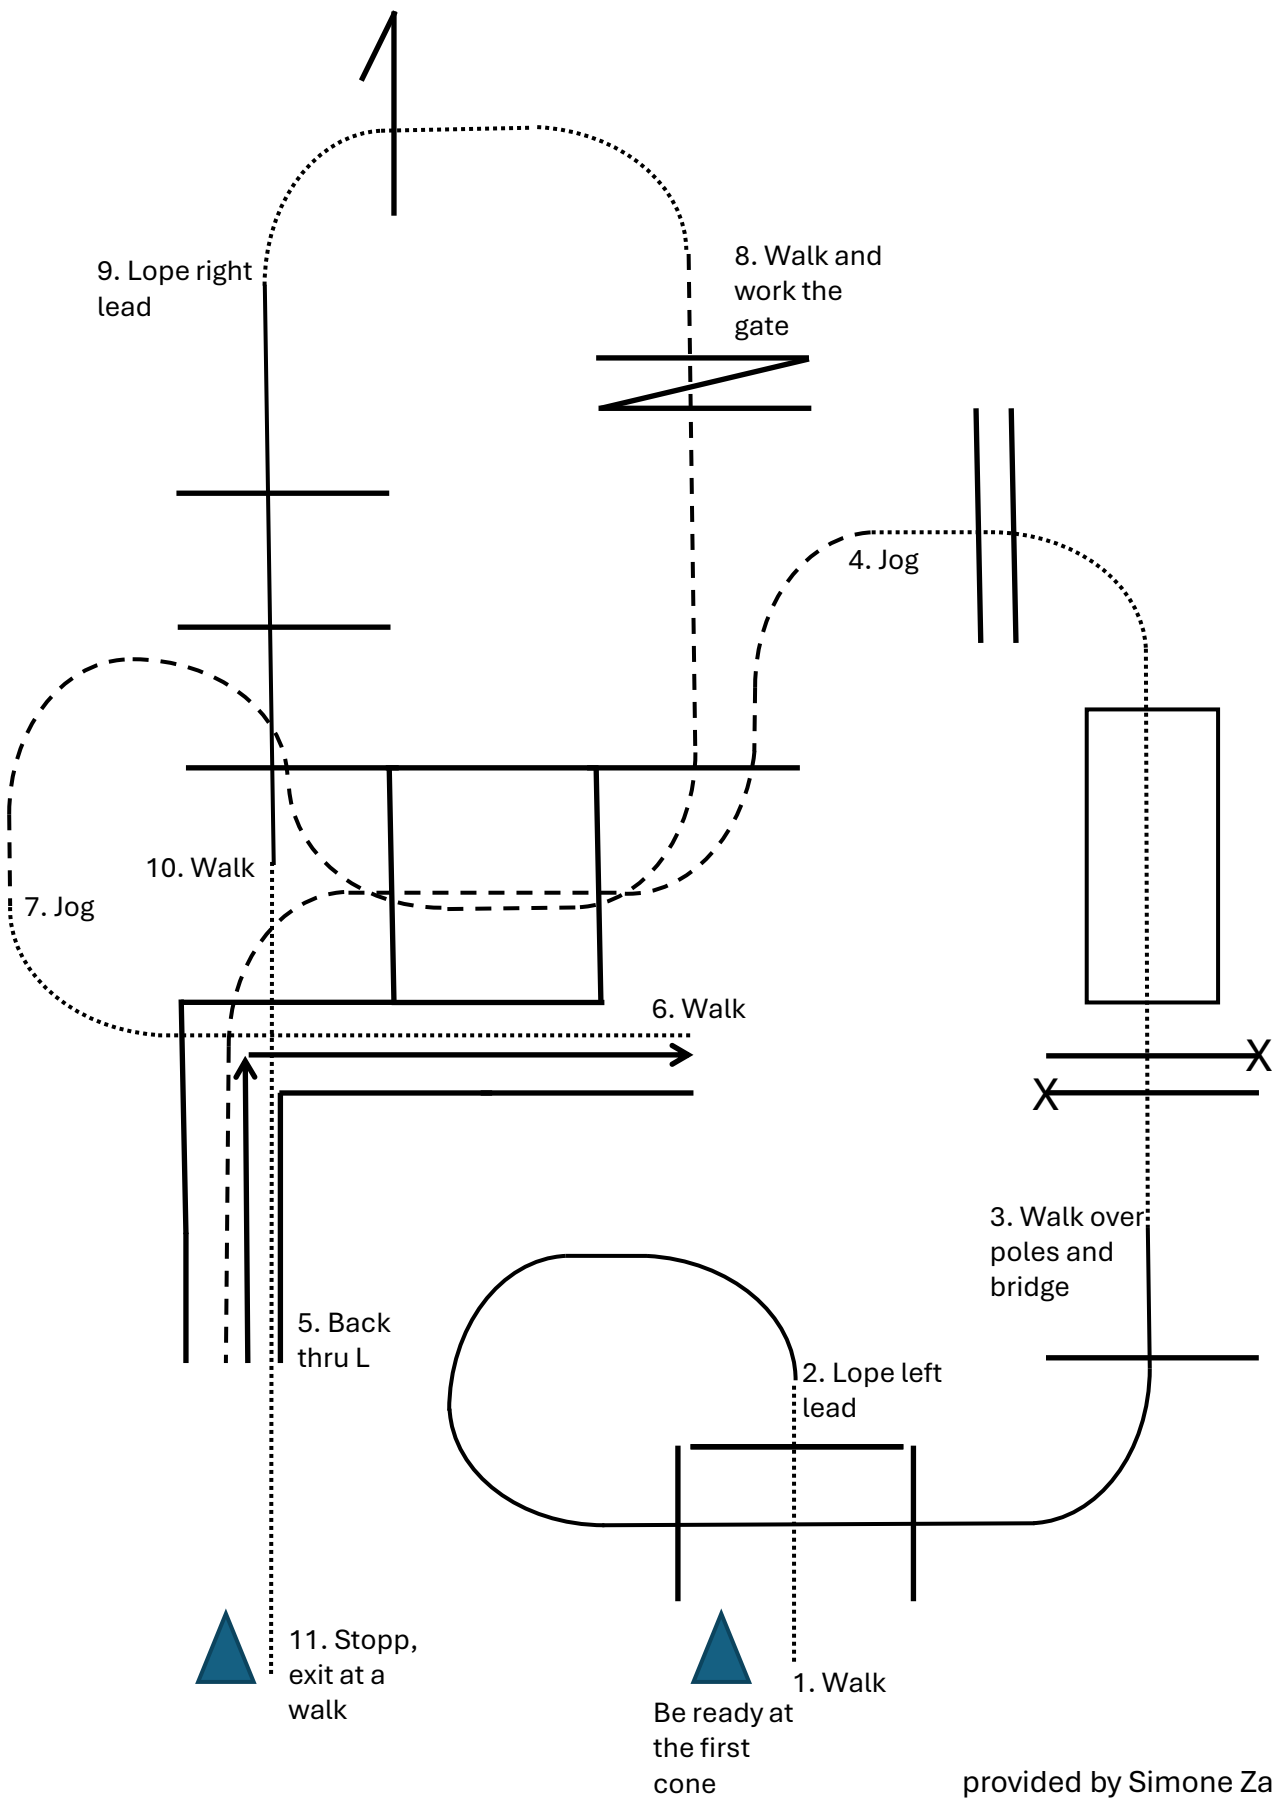 9. Lope right
lead
8. Walk and
work the
gate
4. Jog
10. Walk
7. Jog
6. Walk
X
X
3. Walk over
poles and
bridge
5. Back
thru L
2. Lope left
lead
11. Stopp,
exit at a
walk
1. Walk
Be ready at
the first
cone
provided by Simone Za